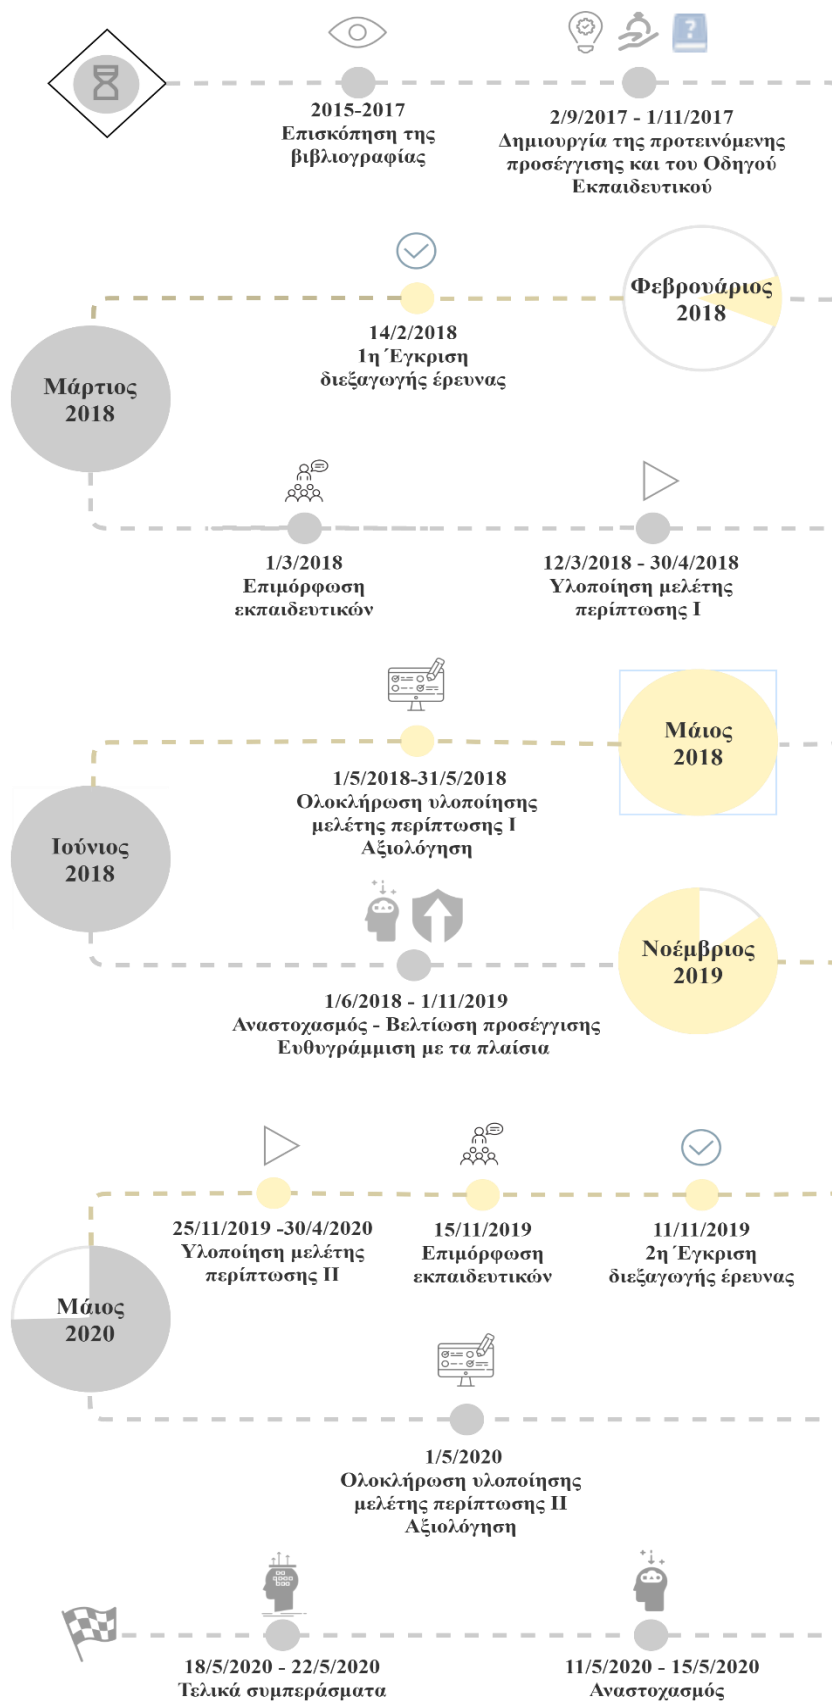 2015-2017
Επισκόπηση της
βιβλιογραφίας
2/9/2017 - 1/11/2017
Δημιουργία της προτεινόμενης
προσέγγισης και του Οδηγού
Εκπαιδευτικού
?
Φεβρουάριος
2018
14/2/2018
1η Έγκριση
διεξαγωγής έρευνας
Μάρτιος
2018
1/3/2018
Επιμόρφωση
εκπαιδευτικών
12/3/2018 - 30/4/2018
Υλοποίηση μελέτης
περίπτωσης Ι
Μάιος
2018
1/5/2018-31/5/2018
Ολοκλήρωση υλοποίησης
μελέτης περίπτωσης Ι
Αξιολόγηση
Ιούνιος
2018
1/6/2018 - 1/11/2019
Αναστοχασμός - Βελτίωση προσέγγισης
Ευθυγράμμιση με τα πλαίσια
Νοέμβριος
2019
11/11/2019
2η Έγκριση
διεξαγωγής έρευνας
15/11/2019
Επιμόρφωση
εκπαιδευτικών
25/11/2019 -30/4/2020
Υλοποίηση μελέτης
περίπτωσης ΙΙ
Μάιος
2020
1/5/2020
Ολοκλήρωση υλοποίησης
μελέτης περίπτωσης ΙΙ
Αξιολόγηση
11/5/2020 - 15/5/2020
Αναστοχασμός
18/5/2020 - 22/5/2020
Τελικά συμπεράσματα